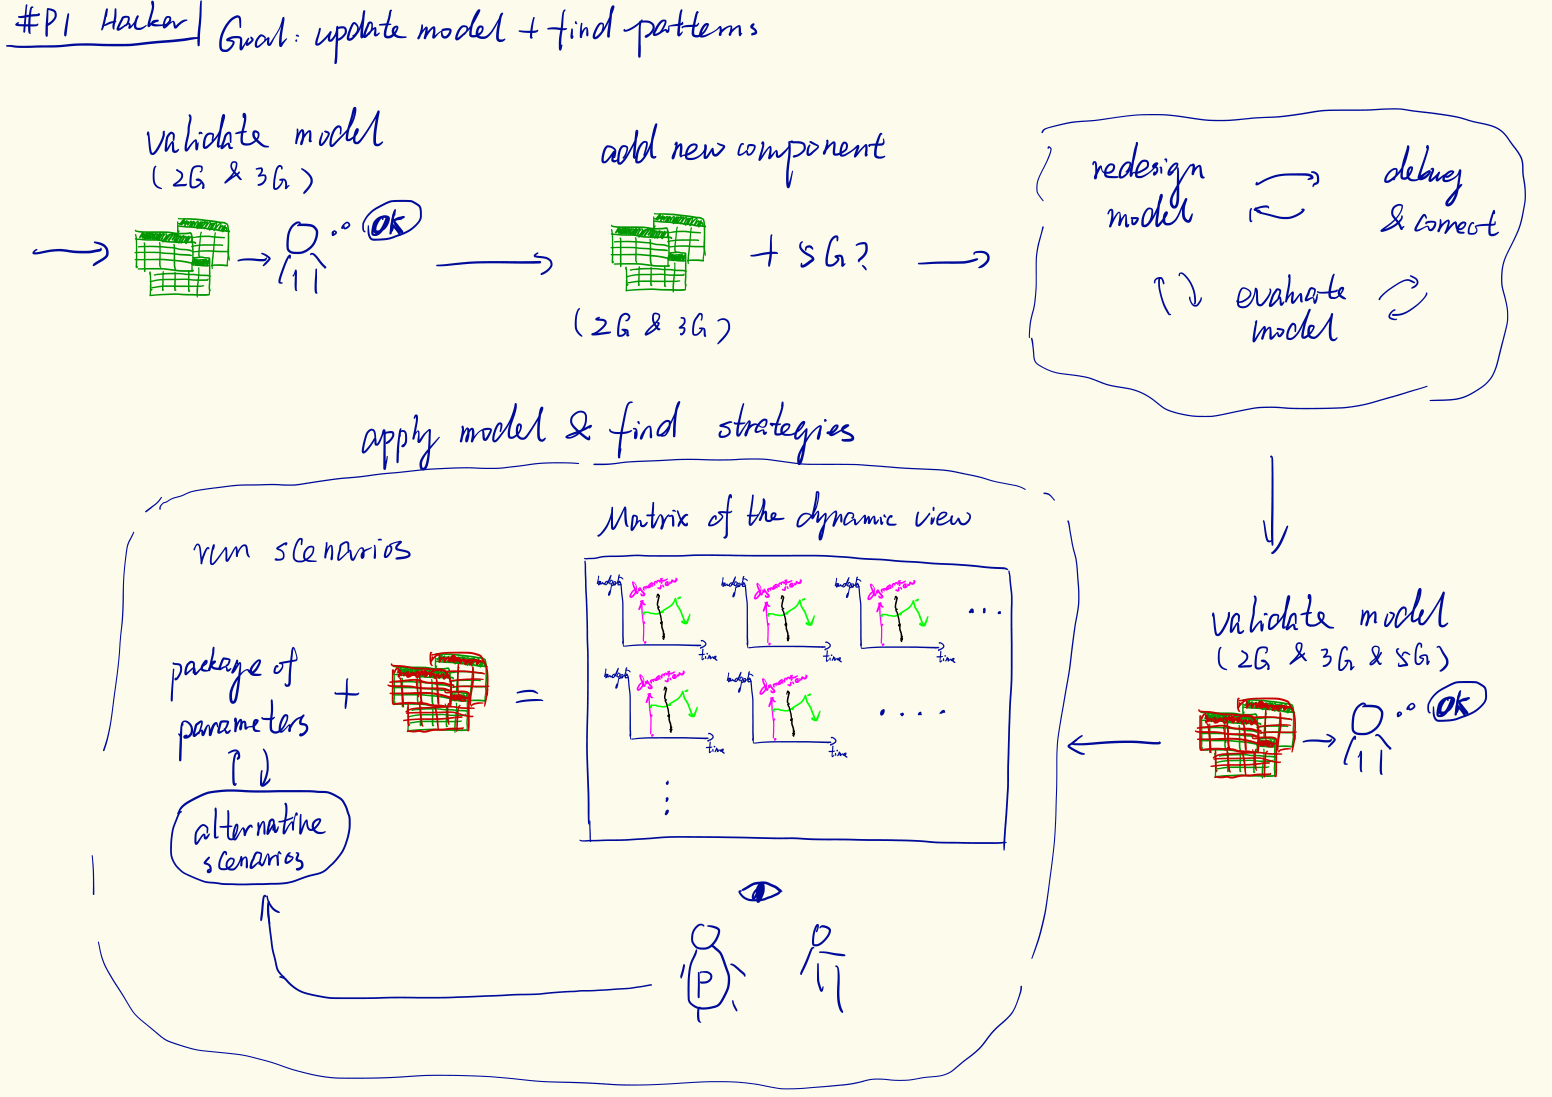 #P1 Hacker
Goal: update model + find patterns
validate model
(2G & 3G)
OK
add new component
+ 5G?
(2G & 3G)
redesign
model
debug
& correct
evaluate
model
apply model & find strategies
run scenarios
Matrix of the dynamic view
package of
parameters
+
=
alternative
scenarios
budget
dynamic
view
time
budget
dynamic
view
time
budget
dynamic
view
time
...
budget
dynamic
view
time
budget
dynamic
view
time
....
P
validate model
(2G & 3G & 5G)
OK